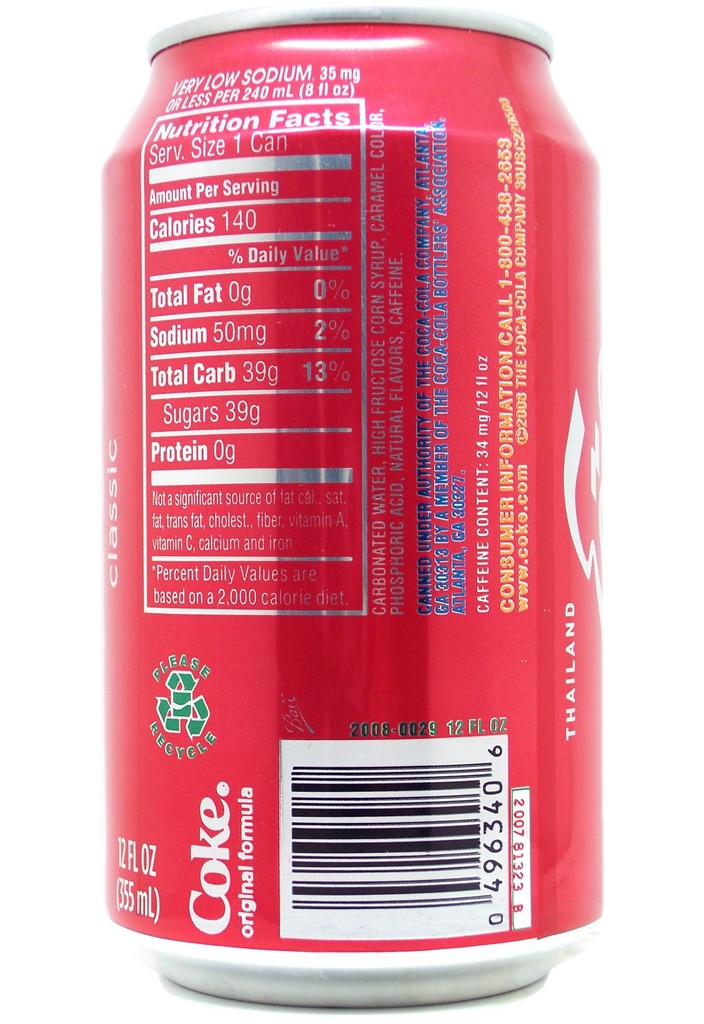 VERY LOW SODIUM, 35 mg
OR LESS PER 240 mL (8 fl oz)
Nutrition Facts
Serv. Size 1 Can
Amount Per Serving
Calories 140
% Daily Value*
Total Fat 0g 0%
Sodium 50mg 2%
Total Carb 39g 13%
Sugars 39g
Protein 0g
Not a significant source of fat cal., sat.
fat, trans fat, cholest., fiber, vitamin A,
vitamin C, calcium and iron.
*Percent Daily Values are
based on a 2,000 calorie diet.
CARBONATED WATER, HIGH FRUCTOSE CORN SYRUP, CARAMEL COLOR,
PHOSPHORIC ACID, NATURAL FLAVORS, CAFFEINE.
CANNED UNDER AUTHORITY OF THE COCA-COLA COMPANY, ATLANTA,
GA 30313 BY A MEMBER OF THE COCA-COLA BOTTLERS' ASSOCIATION,
ATLANTA, GA 30327.
CAFFEINE CONTENT: 34 mg/12 fl oz
CONSUMER INFORMATION CALL 1-800-438-2653
www.coke.com ©2008 THE COCA-COLA COMPANY
classic
THAILAND
PLEASE
RECYCLE
Ball
2008-0029 12 FL OZ
0 496340 6
2007 81323 B
Coke®
original formula
12 FL OZ
(355 mL)